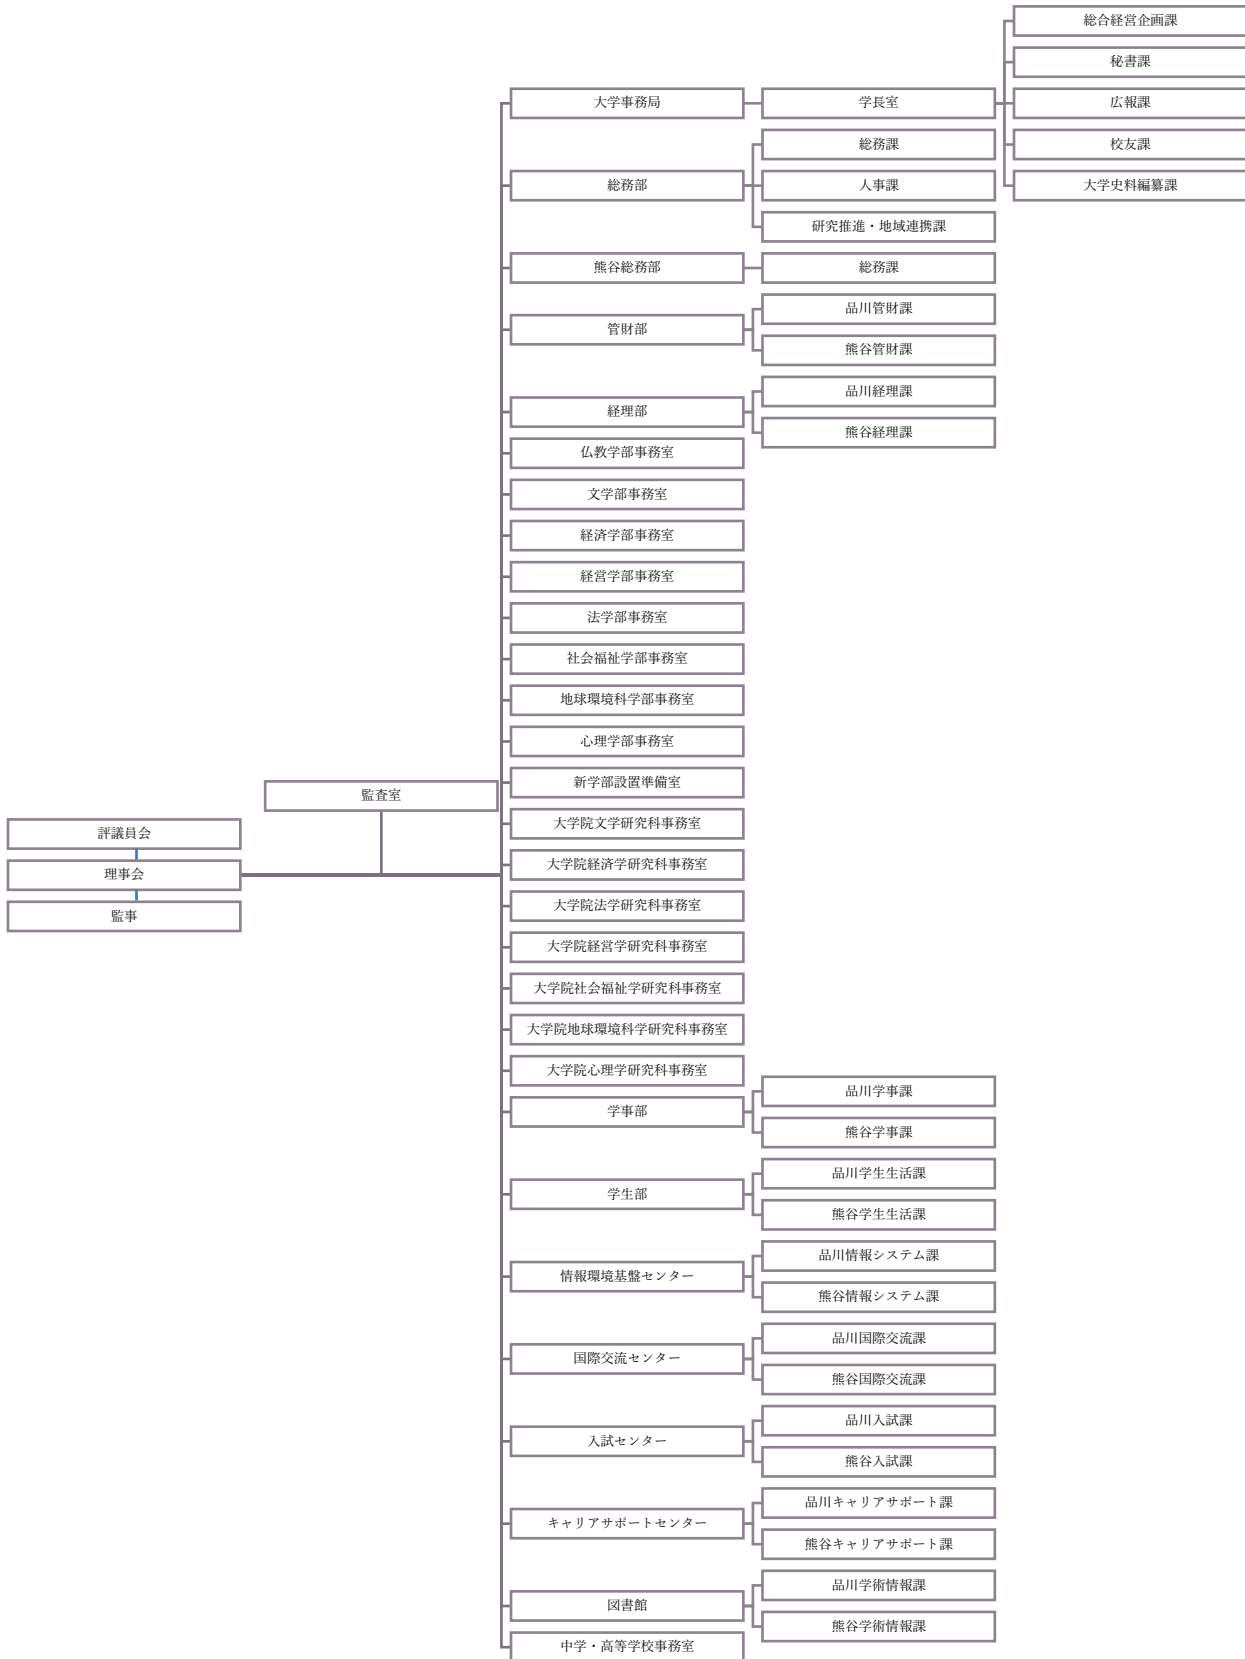 総合経営企画課
秘書課
大学事務局
学長室
広報課
総務課
校友課
総務部
人事課
大学史料編纂課
研究推進・地域連携課
熊谷総務部
総務課
品川管財課
管財部
熊谷管財課
品川経理課
経理部
熊谷経理課
仏教学部事務室
文学部事務室
経済学部事務室
経営学部事務室
法学部事務室
社会福祉学部事務室
地球環境科学部事務室
心理学部事務室
新学部設置準備室
監査室
大学院文学研究科事務室
評議員会
大学院経済学研究科事務室
理事会
大学院法学研究科事務室
監事
大学院経営学研究科事務室
大学院社会福祉学研究科事務室
大学院地球環境科学研究科事務室
大学院心理学研究科事務室
品川学事課
学事部
熊谷学事課
品川学生生活課
学生部
熊谷学生生活課
品川情報システム課
情報環境基盤センター
熊谷情報システム課
品川国際交流課
国際交流センター
熊谷国際交流課
品川入試課
入試センター
熊谷入試課
品川キャリアサポート課
キャリアサポートセンター
熊谷キャリアサポート課
品川学術情報課
図書館
熊谷学術情報課
中学・高等学校事務室